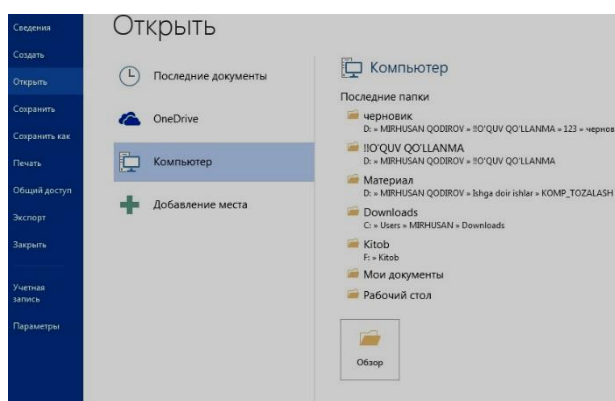 Сведения
Создать
Открыть
Сохранить
Сохранить как
Печать
Общий доступ
Экспорт
Закрыть
Учетная
запись
Параметры
Открыть
Последние документы
OneDrive
Компьютер
Добавление места
Компьютер
Последние папки
черновик
D: » MIRHUSAN QODIROV » !!O'QUV QO'LLANMA » 123 » чернов
!!O'QUV QO'LLANMA
D: » MIRHUSAN QODIROV » !!O'QUV QO'LLANMA
Материал
D: » MIRHUSAN QODIROV » Ishga doir ishlar » KOMP_TOZALASH
Downloads
C: » Users » MIRHUSAN » Downloads
Kitob
F: » Kitob
Мои документы
Рабочий стол
Обзор